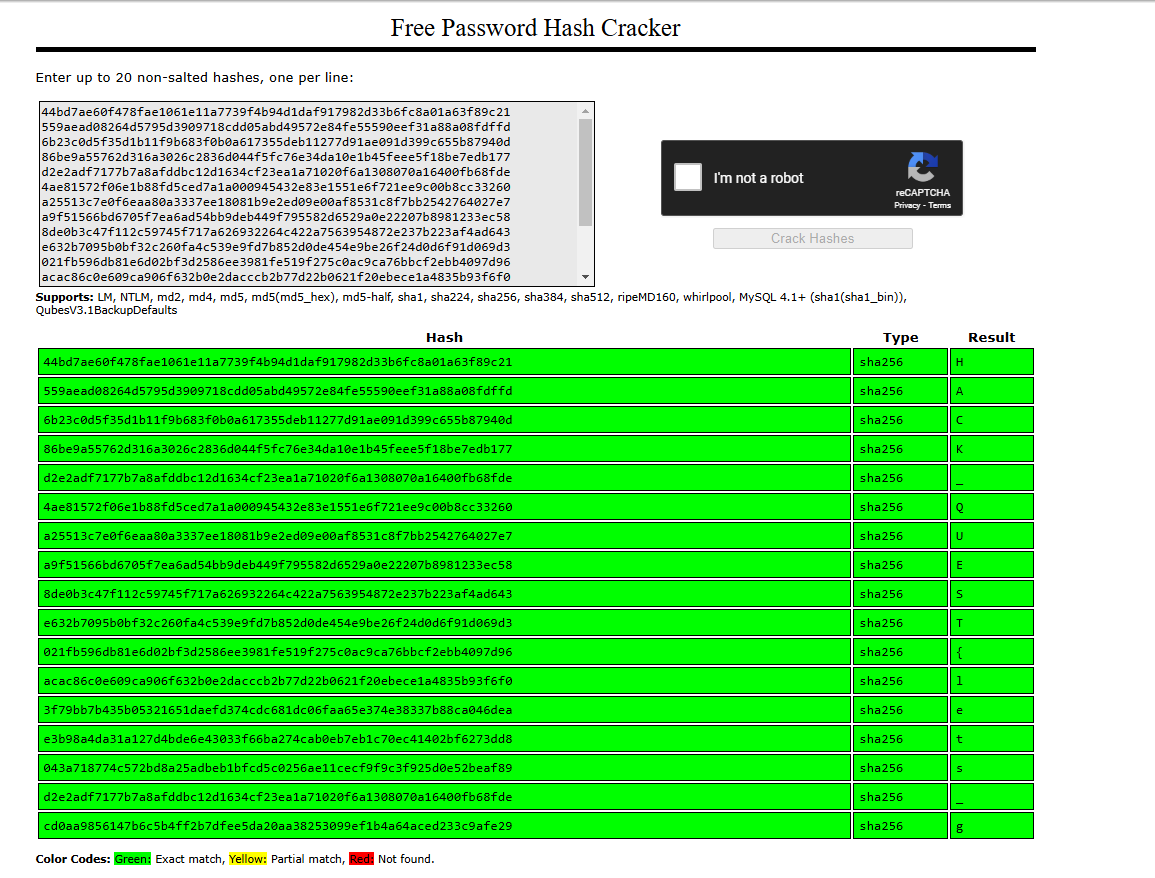 Free Password Hash Cracker
Enter up to 20 non-salted hashes, one per line:
44bd7ae60f478fae1061e11a7739f4b94d1daf917982d33b6fc8a01a63f89c21
559aead08264d5795d3909718cdd05abd49572e84fe55590eef31a88a08fdffd
6b23c0d5f35d1b11f9b683f0b0a617355deb11277d91ae091d399c655b87940d
86be9a55762d316a3026c2836d044f5fc76e34da10e1b45feee5f18be7edb177
d2e2adf7177b7a8afddbc12d1634cf23ea1a71020f6a1308070a16400fb68fde
4ae81572f06e1b88fd5ced7a1a000945432e83e1551e6f721ee9c00b8cc33260
a25513c7e0f6eaa80a3337ee18081b9e2ed09e00af8531c8f7bb2542764027e7
a9f51566bd6705f7ea6ad54bb9deb449f795582d6529a0e22207b8981233ec58
8de0b3c47f112c59745f717a626932264c422a7563954872e237b223af4ad643
e632b7095b0bf32c260fa4c539e9fd7b852d0de454e9be26f24d0d6f91d069d3
021fb596db81e6d02bf3d2586ee3981fe519f275c0ac9ca76bbcf2ebb4097d96
acac86c0e609ca906f632b0e2dacccb2b77d22b0621f20ebece1a4835b93f6f0
I'm not a robot
reCAPTCHA
Privacy - Terms
Crack Hashes
Supports: LM, NTLM, md2, md4, md5, md5(md5_hex), md5-half, sha1, sha224, sha256, sha384, sha512, ripeMD160, whirlpool, MySQL 4.1+ (sha1(sha1_bin)),
QubesV3.1BackupDefaults
Hash Type Result
44bd7ae60f478fae1061e11a7739f4b94d1daf917982d33b6fc8a01a63f89c21 sha256 H
559aead08264d5795d3909718cdd05abd49572e84fe55590eef31a88a08fdffd sha256 A
6b23c0d5f35d1b11f9b683f0b0a617355deb11277d91ae091d399c655b87940d sha256 C
86be9a55762d316a3026c2836d044f5fc76e34da10e1b45feee5f18be7edb177 sha256 K
d2e2adf7177b7a8afddbc12d1634cf23ea1a71020f6a1308070a16400fb68fde sha256 _
4ae81572f06e1b88fd5ced7a1a000945432e83e1551e6f721ee9c00b8cc33260 sha256 Q
a25513c7e0f6eaa80a3337ee18081b9e2ed09e00af8531c8f7bb2542764027e7 sha256 U
a9f51566bd6705f7ea6ad54bb9deb449f795582d6529a0e22207b8981233ec58 sha256 E
8de0b3c47f112c59745f717a626932264c422a7563954872e237b223af4ad643 sha256 S
e632b7095b0bf32c260fa4c539e9fd7b852d0de454e9be26f24d0d6f91d069d3 sha256 T
021fb596db81e6d02bf3d2586ee3981fe519f275c0ac9ca76bbcf2ebb4097d96 sha256 {
acac86c0e609ca906f632b0e2dacccb2b77d22b0621f20ebece1a4835b93f6f0 sha256 l
3f79bb7b435b05321651daefd374cdc681dc06faa65e374e38337b88ca046dea sha256 e
e3b98a4da31a127d4bde6e43033f66ba274cab0eb7eb1c70ec41402bf6273dd8 sha256 t
043a718774c572bd8a25adbeb1bfcd5c0256ae11cecf9f9c3f925d0e52beaf89 sha256 s
d2e2adf7177b7a8afddbc12d1634cf23ea1a71020f6a1308070a16400fb68fde sha256 _
cd0aa9856147b6c5b4ff2b7dfee5da20aa38253099ef1b4a64aced233c9afe29 sha256 g
Color Codes: Green: Exact match, Yellow: Partial match, Red: Not found.